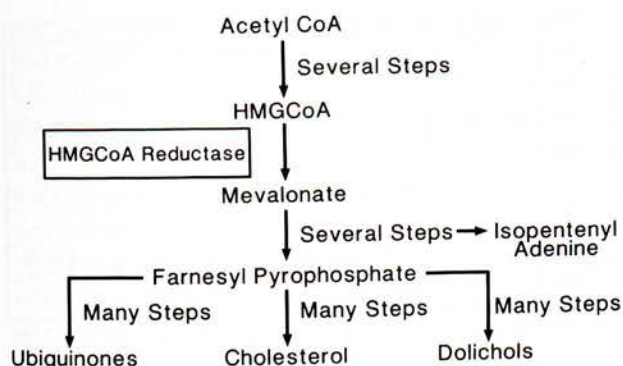 Acetyl CoA
Several Steps
HMGCoA
HMGCoA Reductase
Mevalonate
Several Steps
Isopentenyl
Adenine
Farnesyl Pyrophosphate
Many Steps
Many Steps
Many Steps
Ubiquinones
Cholesterol
Dolichols